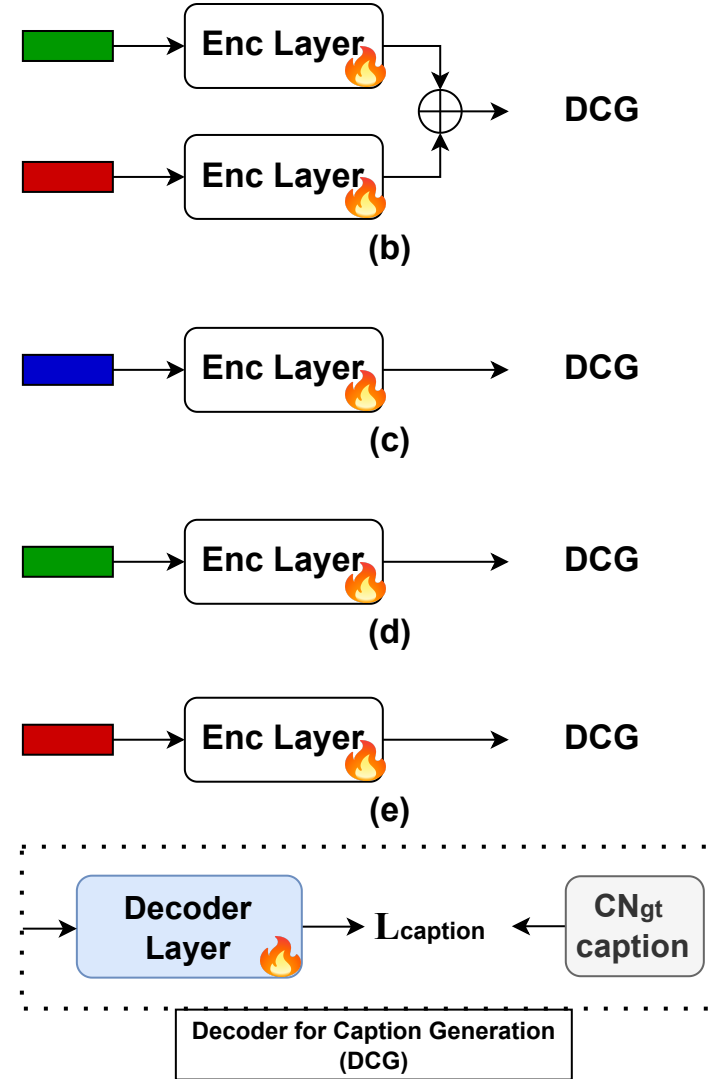 Enc Layer
DCG
Enc Layer
(b)
Enc Layer
DCG
(c)
Enc Layer
DCG
(d)
Enc Layer
DCG
(e)
Decoder
Layer
Lcaption
CNgt
caption
Decoder for Caption Generation
(DCG)